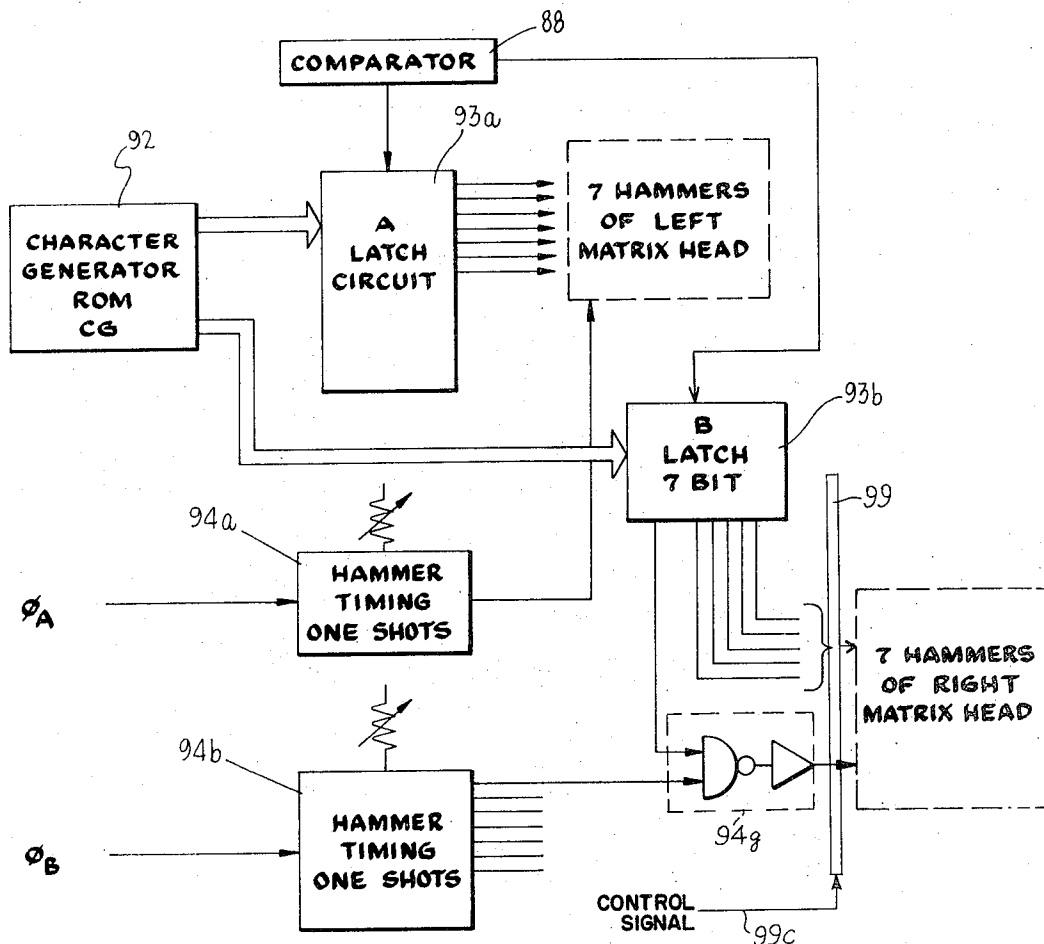 88
COMPARATOR
93a
92
A
LATCH
CIRCUIT
7 HAMMERS
OF LEFT
MATRIX HEAD
CHARACTER
GENERATOR
ROM
CG
93b
B
LATCH
7 BIT
99
94a
HAMMER
TIMING
ONE SHOTS
ØA
7 HAMMERS
OF RIGHT
MATRIX HEAD
94b
HAMMER
TIMING
ONE SHOTS
94g
ØB
CONTROL
SIGNAL
99c